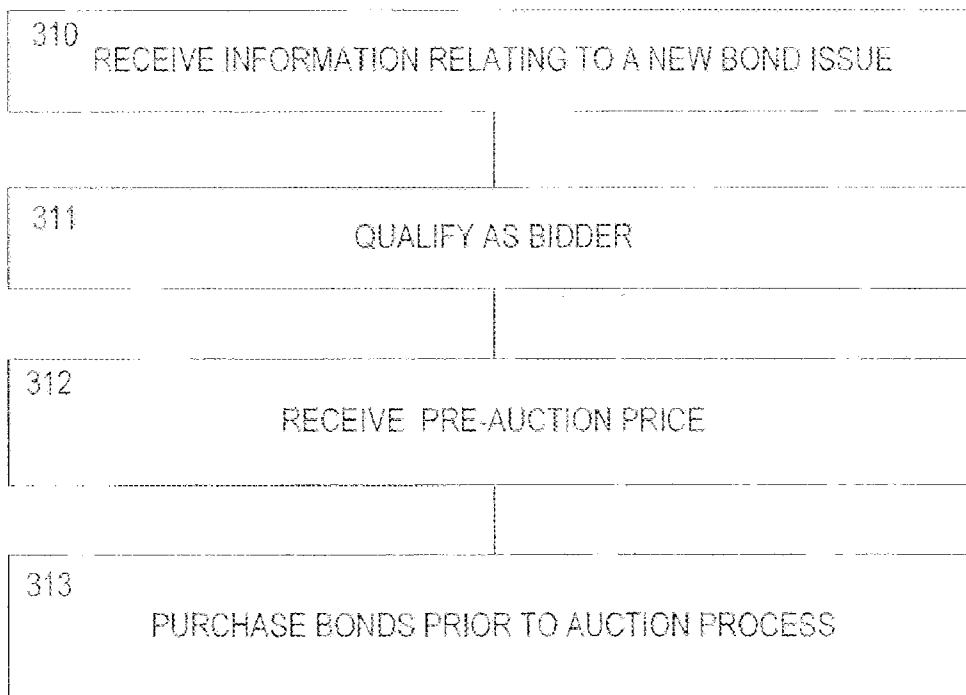 310
RECEIVE INFORMATION RELATING TO A NEW BOND ISSUE
311
QUALIFY AS BIDDER
312
RECEIVE PRE-AUCTION PRICE
313
PURCHASE BONDS PRIOR TO AUCTION PROCESS